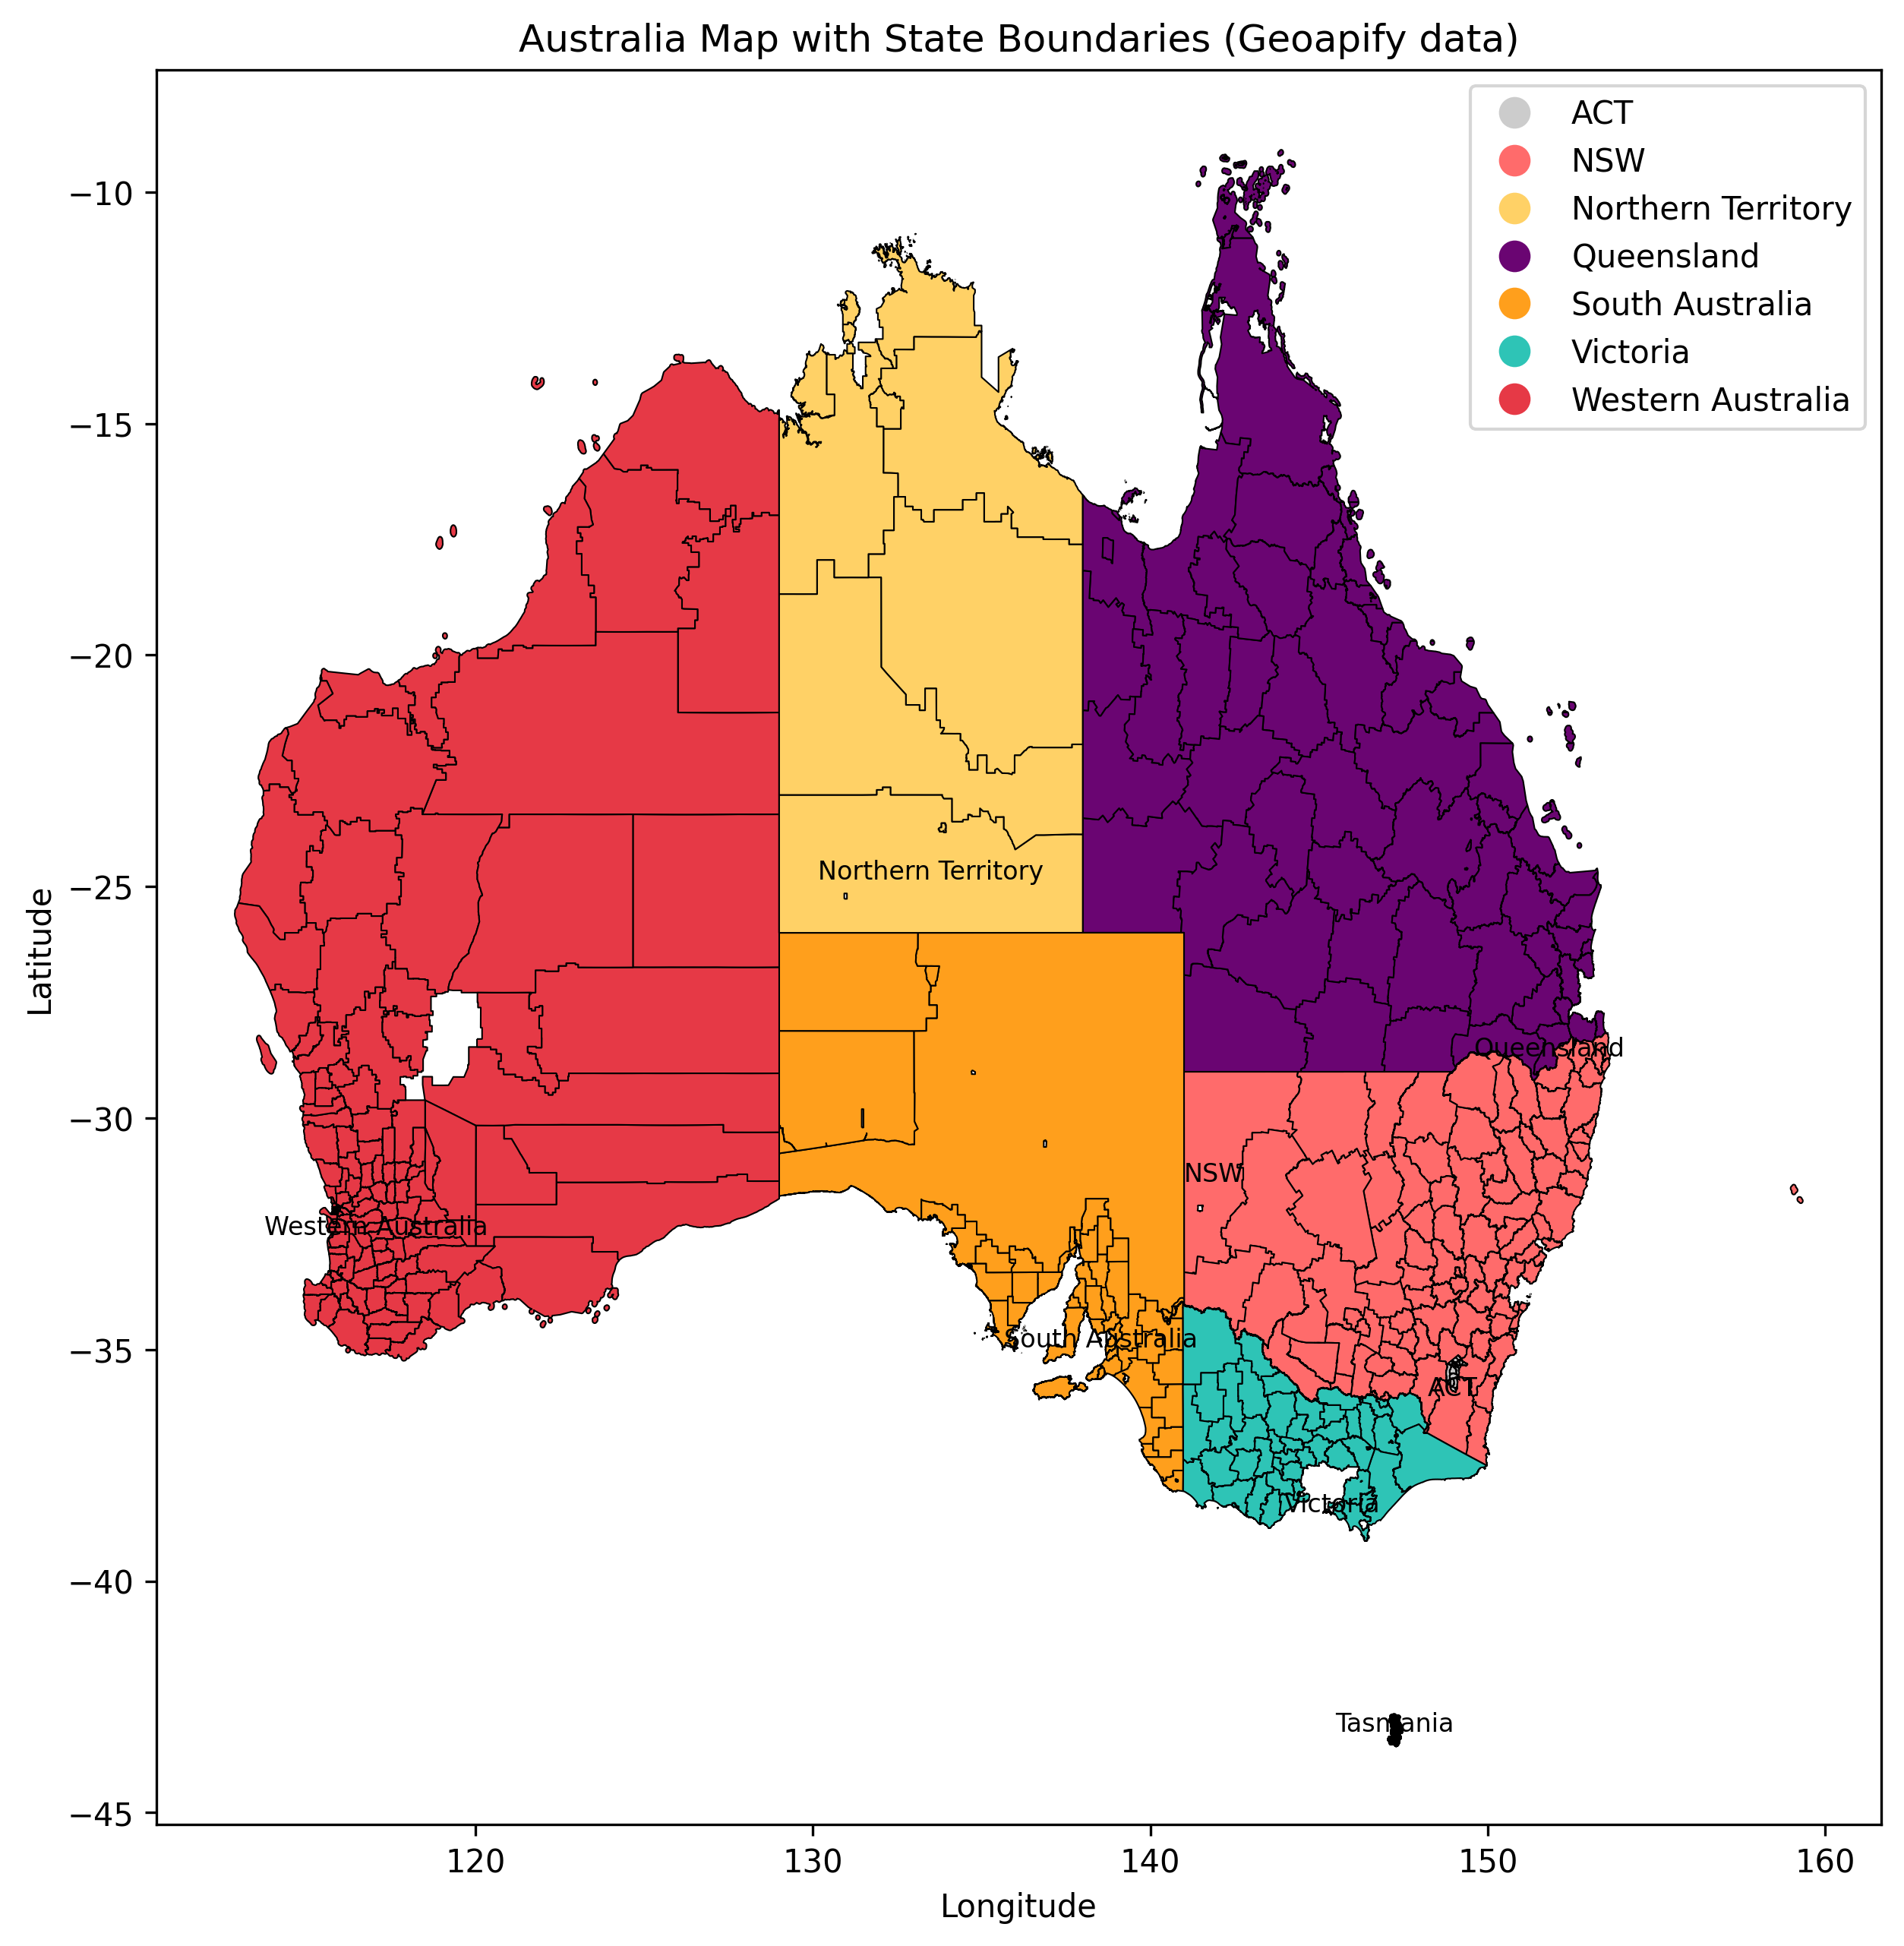 Australia Map with State Boundaries (Geoapify data)
ACT
NSW
Northern Territory
Queensland
South Australia
Victoria
Western Australia
−10
−15
−20
−25
−30
−35
−40
−45
Latitude
Northern Territory
Queensland
NSW
Western Australia
South Australia
ACT
Victoria
Tasmania
120
130
140
150
160
Longitude